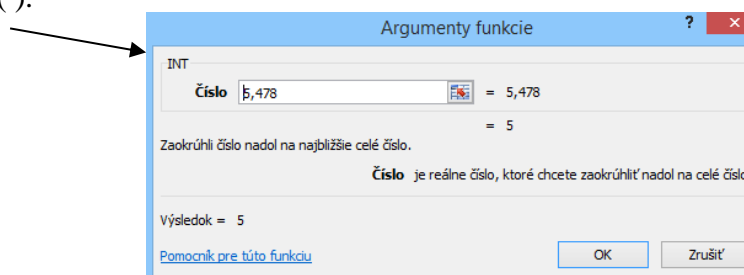 ( ).
Argumenty funkcie
INT
Číslo 5,478 = 5,478
= 5
Zaokrúhli číslo nadol na najbližšie celé číslo.
Číslo je reálne číslo, ktoré chcete zaokrúhliť nadol na celé číslo
Výsledok = 5
Pomocník pre túto funkciu
OK Zrušiť